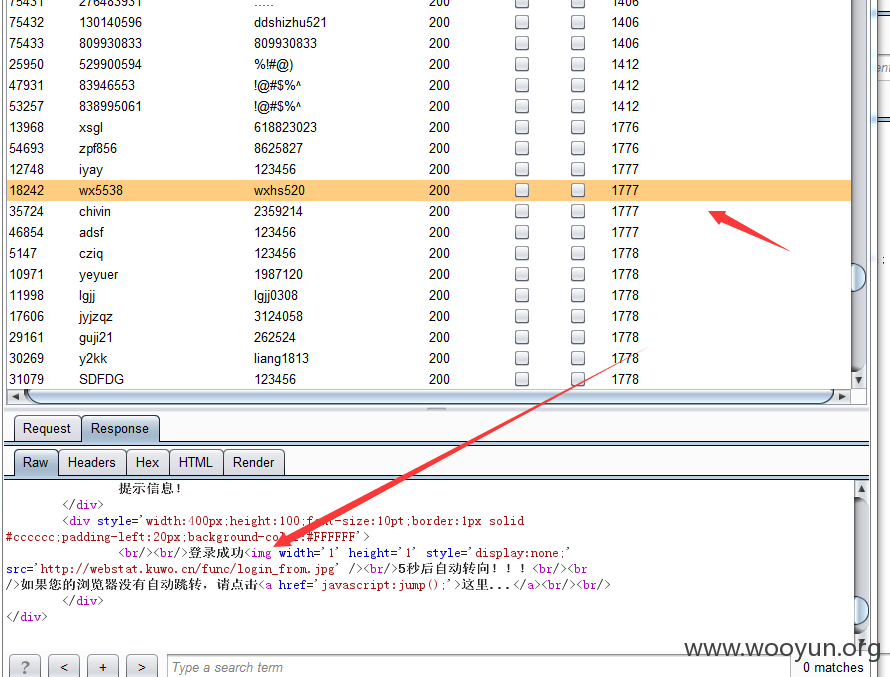 75431 276483931 ..... 200 1406
75432 130140596 ddshizhu521 200 1406
75433 809930833 809930833 200 1406
25950 529900594 %!#@) 200 1412
47931 83946553 !@#$%^ 200 1412
53257 838995061 !@#$%^ 200 1412
13968 xsgl 618823023 200 1776
54693 zpf856 8625827 200 1776
12748 iyay 123456 200 1777
18242 wx5538 wxhs520 200 1777
35724 chivin 2359214 200 1777
46854 adsf 123456 200 1777
5147 cziq 123456 200 1778
10971 yeyuer 1987120 200 1778
11998 lgjj lgjj0308 200 1778
17606 jyjzqz 3124058 200 1778
29161 guji21 262524 200 1778
30269 y2kk liang1813 200 1778
31079 SDFDG 123456 200 1778
Request Response
Raw Headers Hex HTML Render
提示信息!
</div>
<div style='width:400px;height:100;font-size:10pt;border:1px solid
#cccccc;padding-left:20px;background-color:#FFFFFF'>
<br/><br/>登录成功<img width='1' height='1' style='display:none;'
src='http://webstat.kuwo.cn/func/login_from.jpg' /><br/>5秒后自动转向!!!<br/><br
/>如果您的浏览器没有自动跳转，请点击<a href='javascript:jump();'>这里...</a><br/><br/>
</div>
</div>
www.wooyun.org
? < + > Type a search term 0 matches